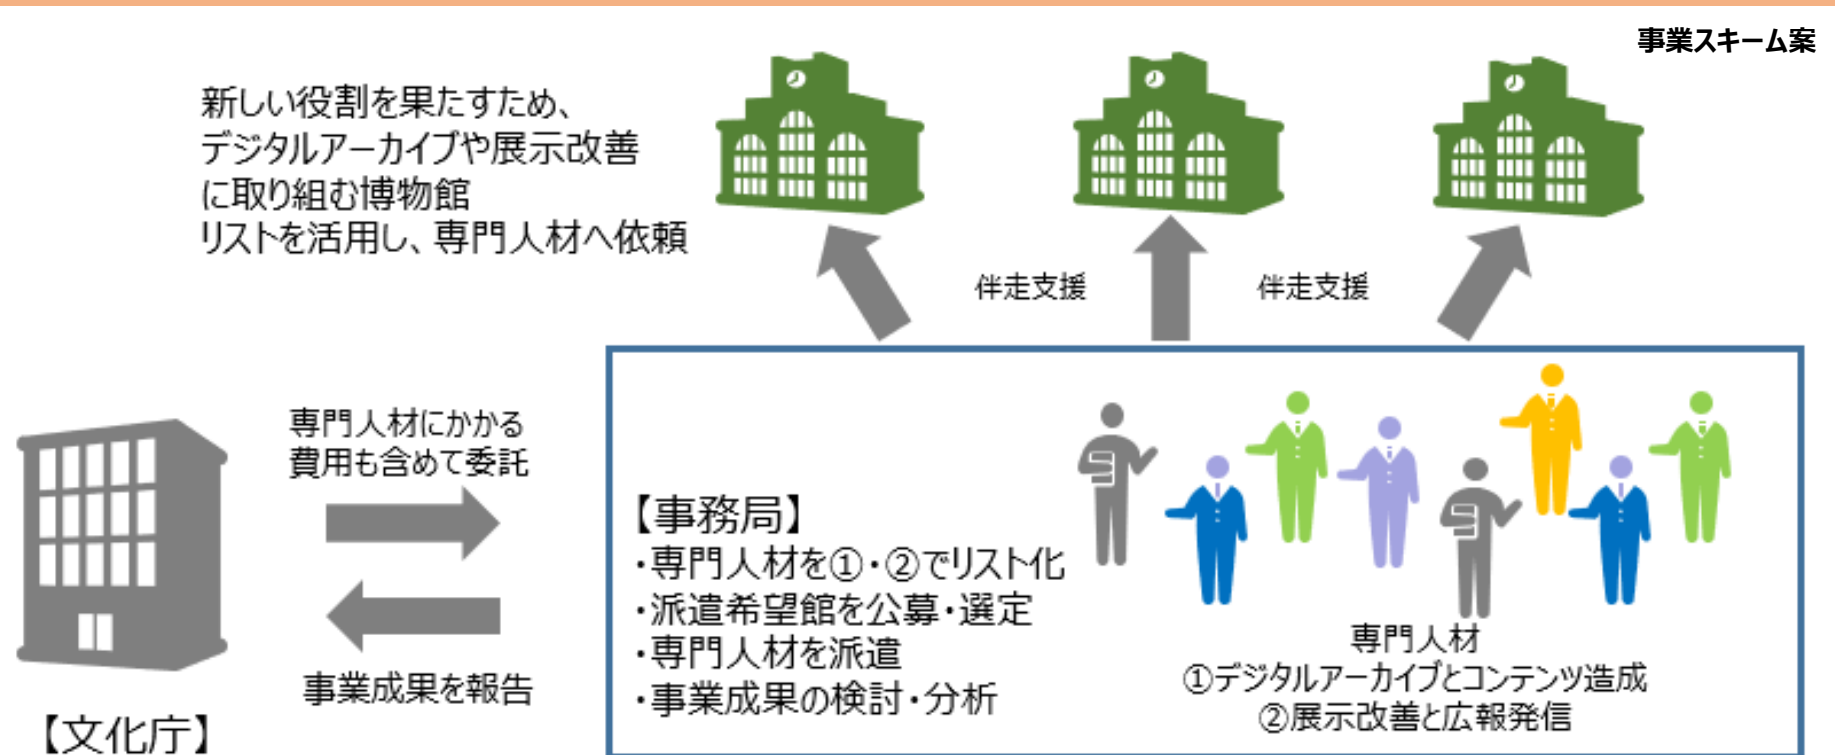 事業スキーム案
新しい役割を果たすため、
デジタルアーカイブや展示改善
に取り組む博物館
リストを活用し、専門人材へ依頼
伴走支援
伴走支援
専門人材にかかる
費用も含めて委託
事業成果を報告
【文化庁】
【事務局】
・専門人材を①・②でリスト化
・派遣希望館を公募・選定
・専門人材を派遣
・事業成果の検討・分析
専門人材
①デジタルアーカイブとコンテンツ造成
②展示改善と広報発信